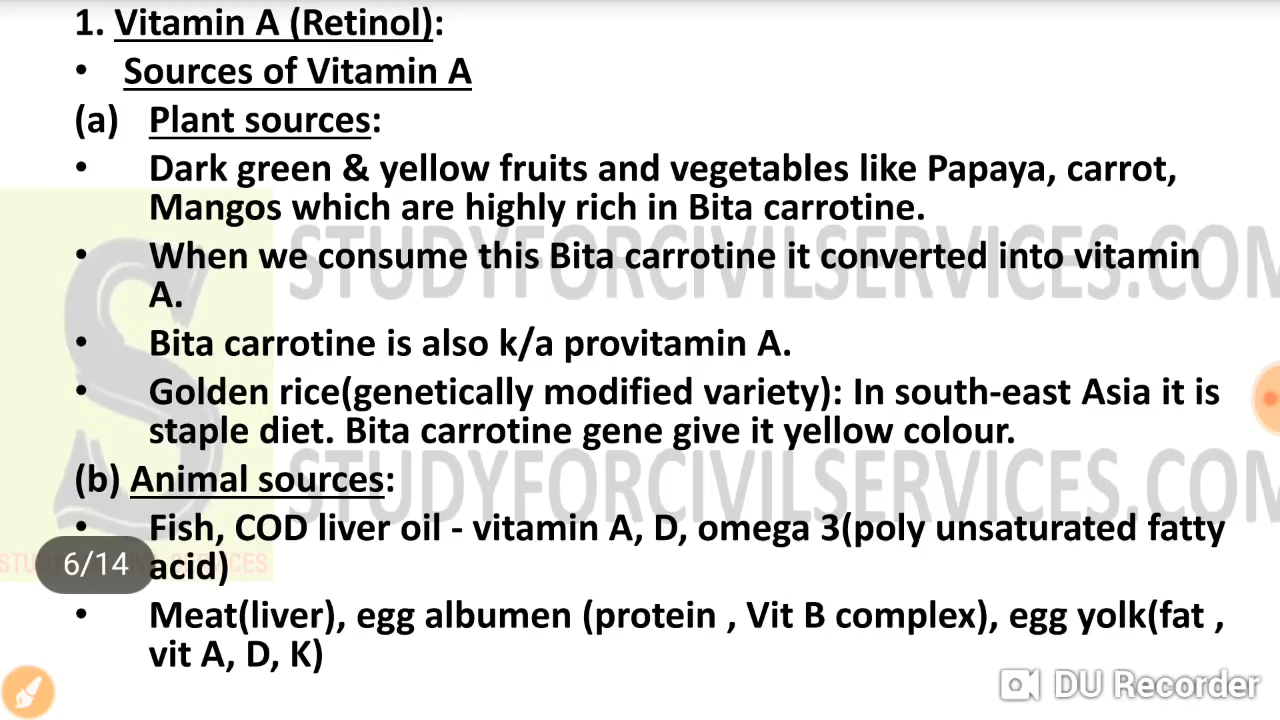 1. Vitamin A (Retinol):
• Sources of Vitamin A
(a) Plant sources:
• Dark green & yellow fruits and vegetables like Papaya, carrot,
Mangos which are highly rich in Bita carrotine.
• When we consume this Bita carrotine it converted into vitamin
A.
• Bita carrotine is also k/a provitamin A.
• Golden rice(genetically modified variety): In south-east Asia it is
staple diet. Bita carrotine gene give it yellow colour.
(b) Animal sources:
• Fish, COD liver oil - vitamin A, D, omega 3(poly unsaturated fatty
acid)
• Meat(liver), egg albumen (protein , Vit B complex), egg yolk(fat ,
vit A, D, K)
STUDYFORCIVILSERVICES.COM
STUDYFORCIVILSERVICES.COM
6/14
DU Recorder